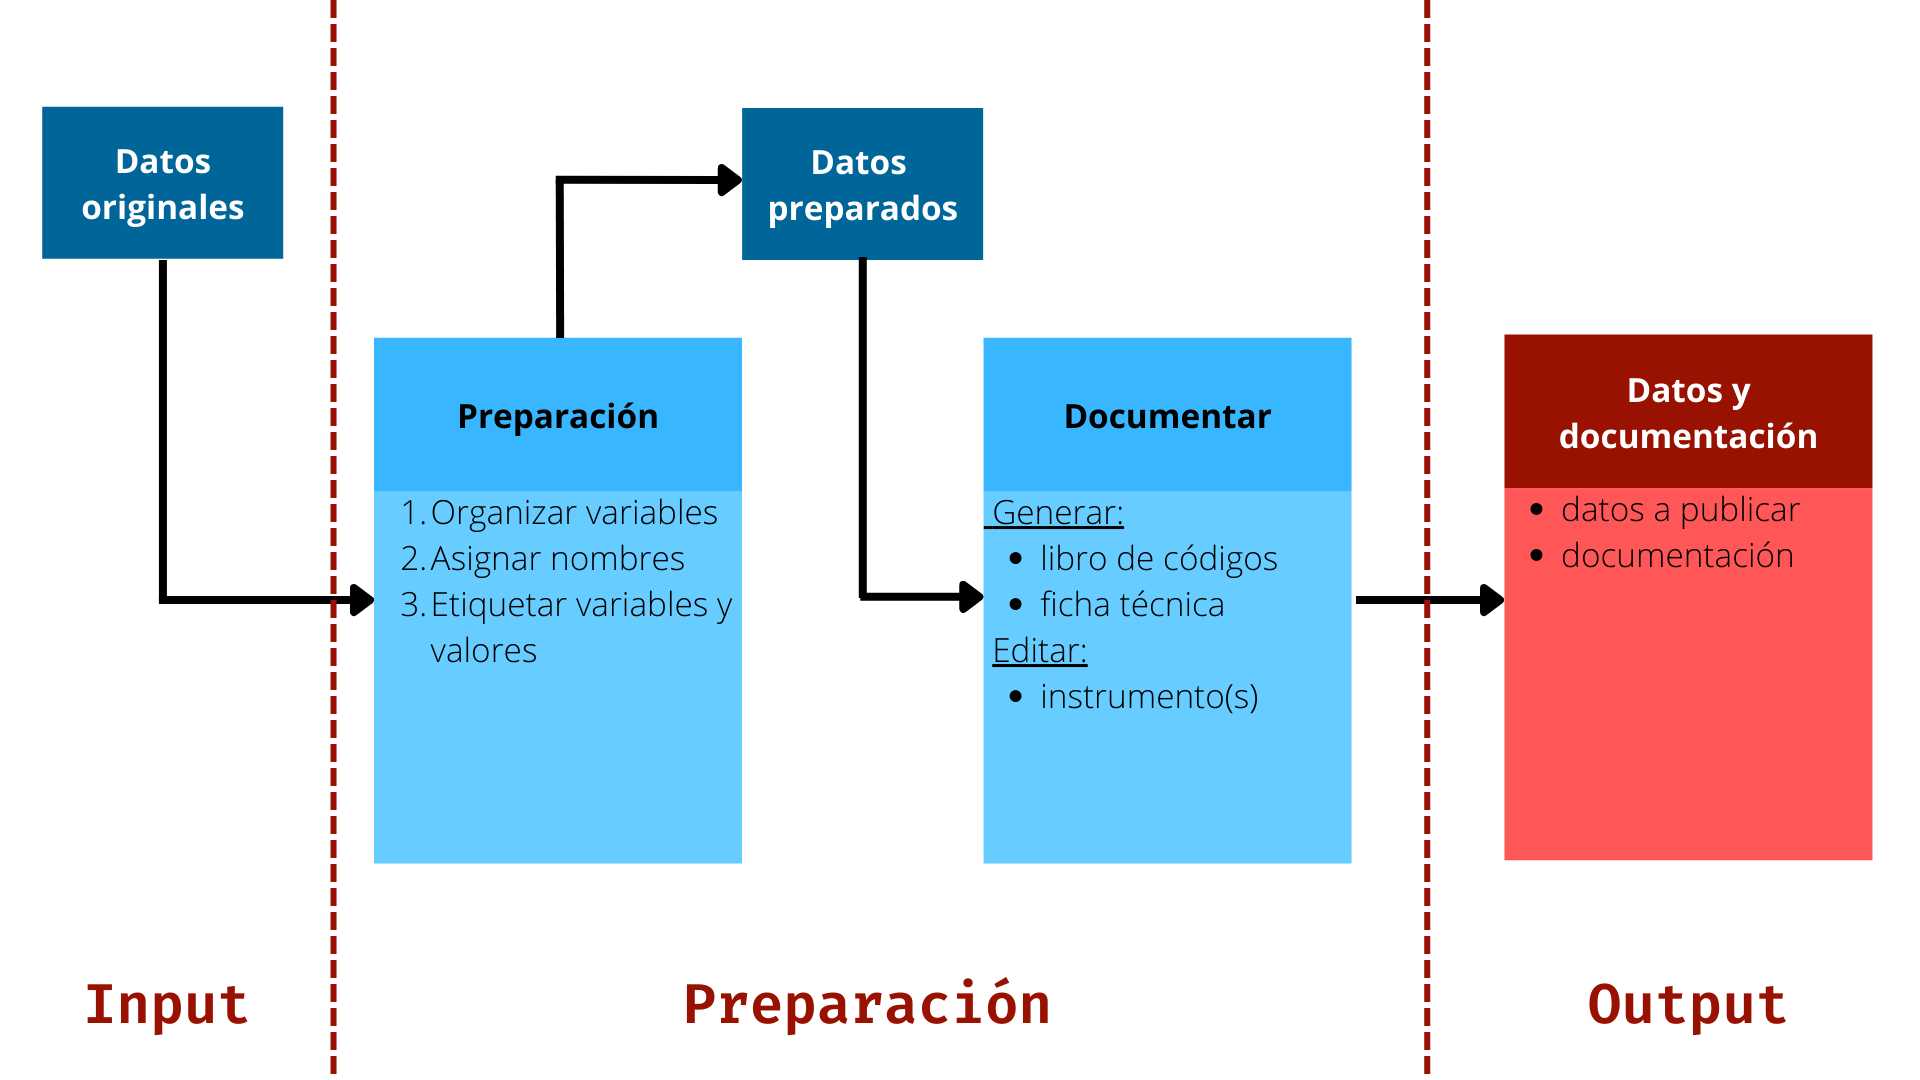 Datos
originales
Datos
preparados
Preparación
1. Organizar variables
2. Asignar nombres
3. Etiquetar variables y
valores
Documentar
Generar:
• libro de códigos
• ficha técnica
Editar:
• instrumento(s)
Datos y
documentación
• datos a publicar
• documentación
Input
Preparación
Output